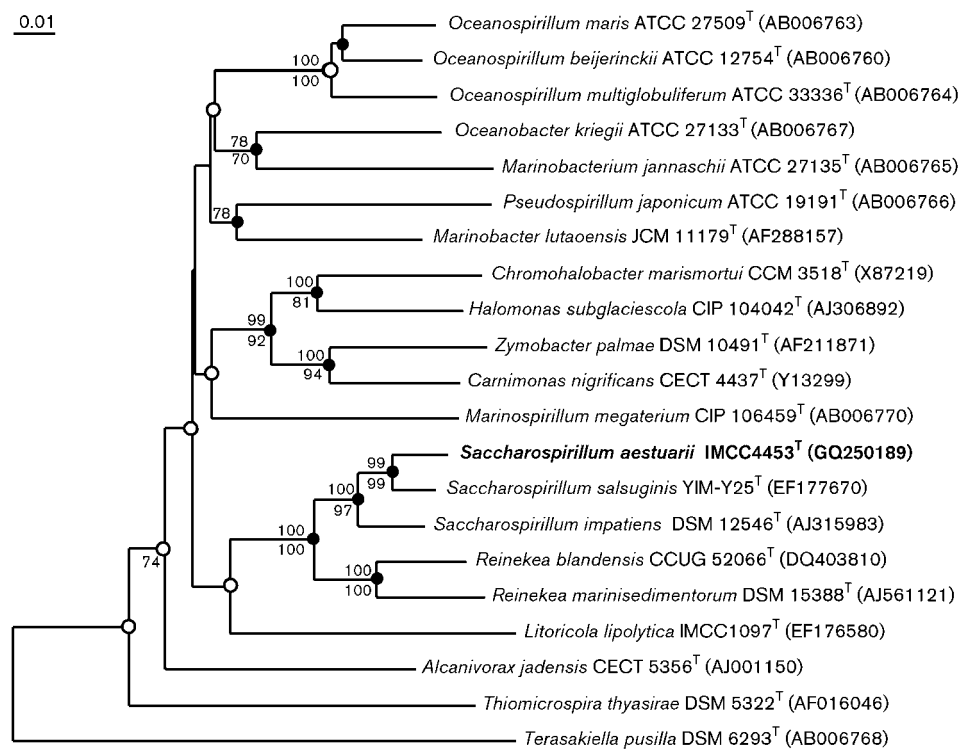 0.01
Oceanospirillum maris ATCC 27509T (AB006763)
Oceanospirillum beijerinckii ATCC 12754T (AB006760)
100
100
Oceanospirillum multiglobuliferum ATCC 33336T (AB006764)
Oceanobacter kriegii ATCC 27133T (AB006767)
78
70
Marinobacterium jannaschii ATCC 27135T (AB006765)
Pseudospirillum japonicum ATCC 19191T (AB006766)
78
Marinobacter lutaoensis JCM 11179T (AF288157)
Chromohalobacter marismortui CCM 3518T (X87219)
100
81
Halomonas subglaciescola CIP 104042T (AJ306892)
99
92
Zymobacter palmae DSM 10491T (AF211871)
100
94
Carnimonas nigrificans CECT 4437T (Y13299)
Marinospirillum megaterium CIP 106459T (AB006770)
Saccharospirillum aestuarii IMCC4453T (GQ250189)
99
99
Saccharospirillum salsuginis YIM-Y25T (EF177670)
100
97
Saccharospirillum impatiens DSM 12546T (AJ315983)
100
100
Reinekea blandensis CCUG 52066T (DQ403810)
100
100
Reinekea marinisedimentorum DSM 15388T (AJ561121)
74
Litoricola lipolytica IMCC1097T (EF176580)
Alcanivorax jadensis CECT 5356T (AJ001150)
Thiomicrospira thyasirae DSM 5322T (AF016046)
Terasakiella pusilla DSM 6293T (AB006768)